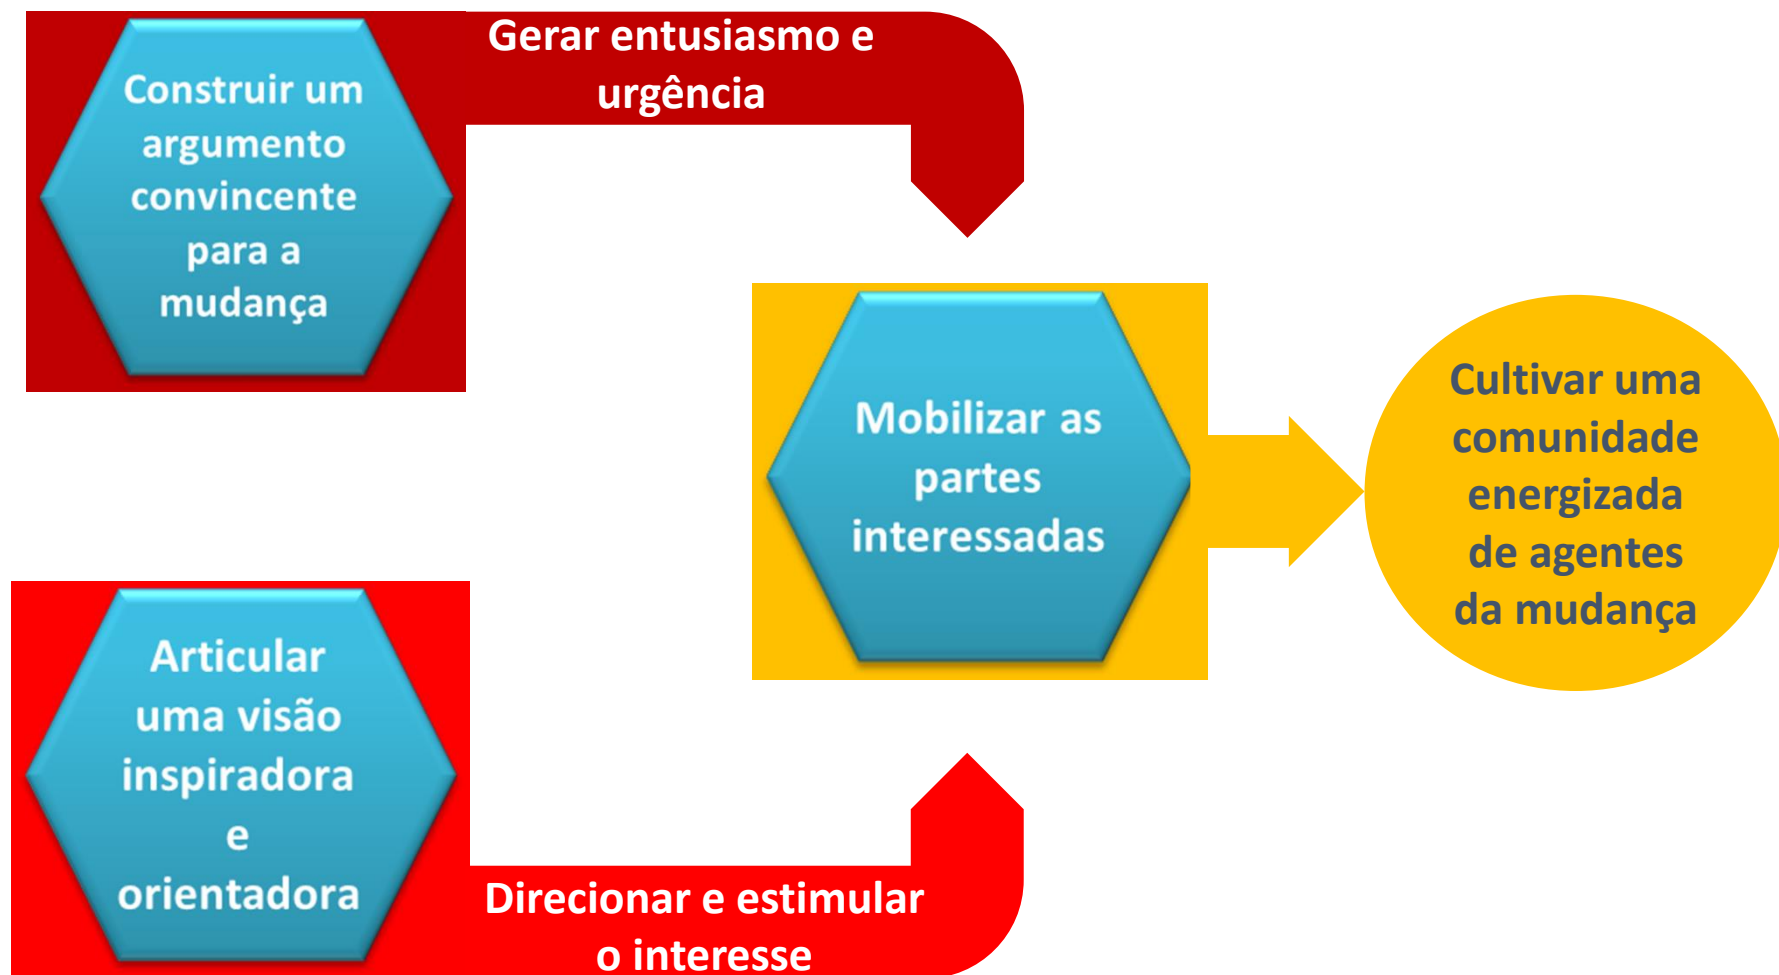 Construir um
argumento
convincente
para a
mudança
Gerar entusiasmo e
urgência
Mobilizar as
partes
interessadas
Cultivar uma
comunidade
energizada
de agentes
da mudança
Articular
uma visão
inspiradora
e
orientadora
Direcionar e estimular
o interesse